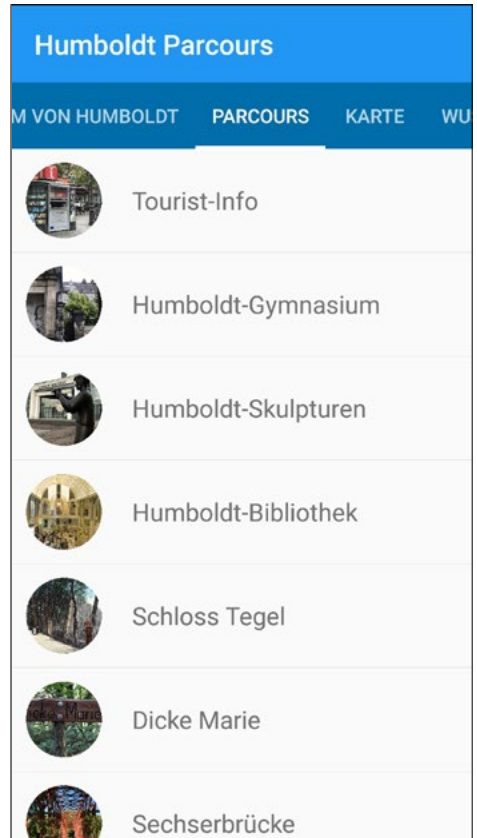 Humboldt Parcours
M VON HUMBOLDT PARCOURS KARTE WU
Tourist-Info
Humboldt-Gymnasium
Humboldt-Skulpturen
Humboldt-Bibliothek
Schloss Tegel
Dicke Marie
Sechserbrücke